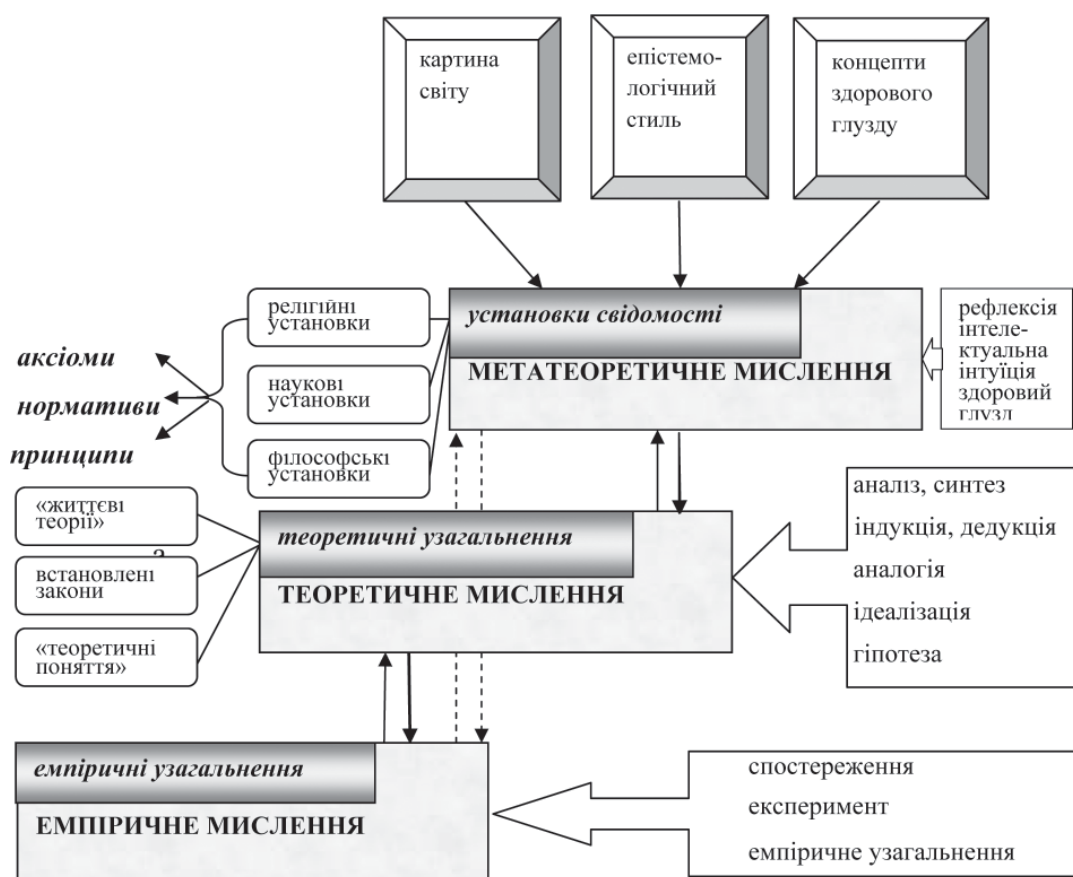 картина
світу
епістемо-
логічний
стиль
концепти
здорового
глузду
релігійні
установки
наукові
установки
філософські
установки
аксіоми
нормативи
принципи
установки свідомості
МЕТАТЕОРЕТИЧНЕ МИСЛЕННЯ
рефлексія
інтеле-
ктуальна
інтуїція
здоровий
глузд
«життєві
теорії»
встановлені
закони
«теоретичні
поняття»
теоретичні узагальнення
ТЕОРЕТИЧНЕ МИСЛЕННЯ
аналіз, синтез
індукція, дедукція
аналогія
ідеалізація
гіпотеза
емпіричні узагальнення
ЕМПІРИЧНЕ МИСЛЕННЯ
спостереження
експеримент
емпіричне узагальнення